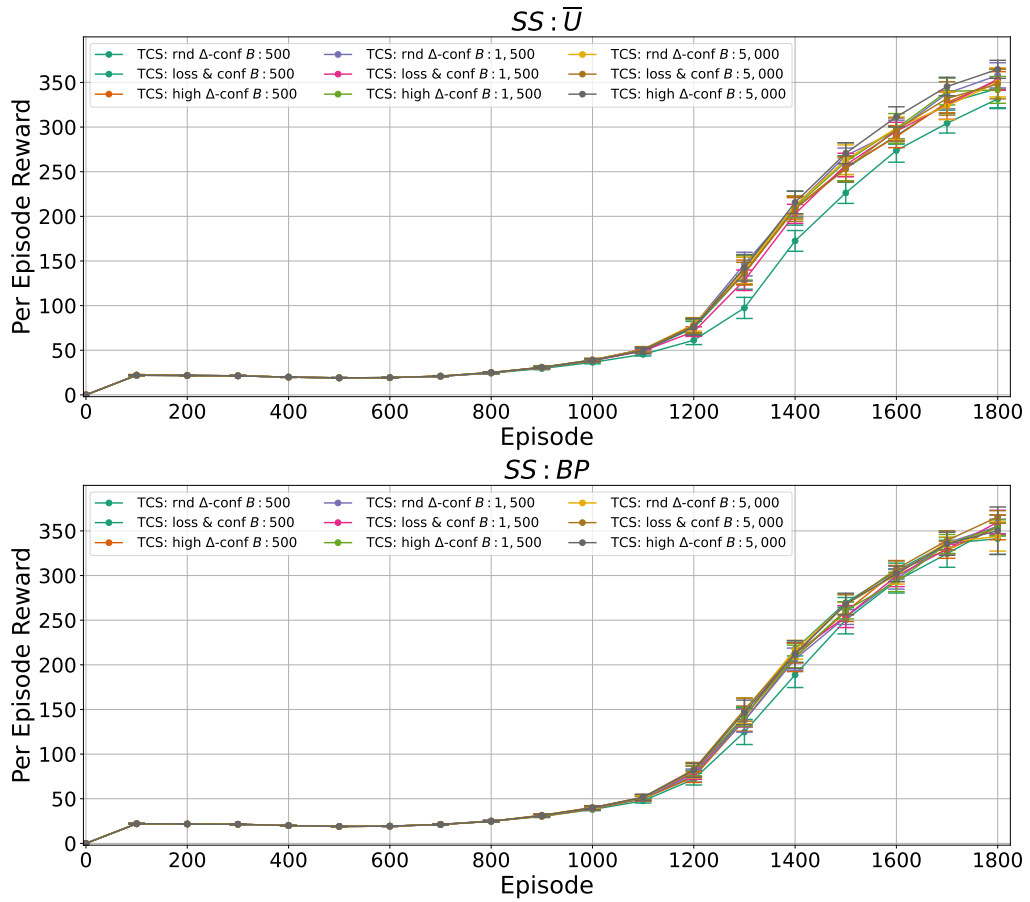 SS : U̅
TCS: rnd Δ-conf B : 500
TCS: loss & conf B : 500
TCS: high Δ-conf B : 500
TCS: rnd Δ-conf B : 1, 500
TCS: loss & conf B : 1, 500
TCS: high Δ-conf B : 1, 500
TCS: rnd Δ-conf B : 5, 000
TCS: loss & conf B : 5, 000
TCS: high Δ-conf B : 5, 000
Per Episode Reward
350
300
250
200
150
100
50
0
0 200 400 600 800 1000 1200 1400 1600 1800
Episode
SS : BP
TCS: rnd Δ-conf B : 500
TCS: loss & conf B : 500
TCS: high Δ-conf B : 500
TCS: rnd Δ-conf B : 1, 500
TCS: loss & conf B : 1, 500
TCS: high Δ-conf B : 1, 500
TCS: rnd Δ-conf B : 5, 000
TCS: loss & conf B : 5, 000
TCS: high Δ-conf B : 5, 000
Per Episode Reward
350
300
250
200
150
100
50
0
0 200 400 600 800 1000 1200 1400 1600 1800
Episode